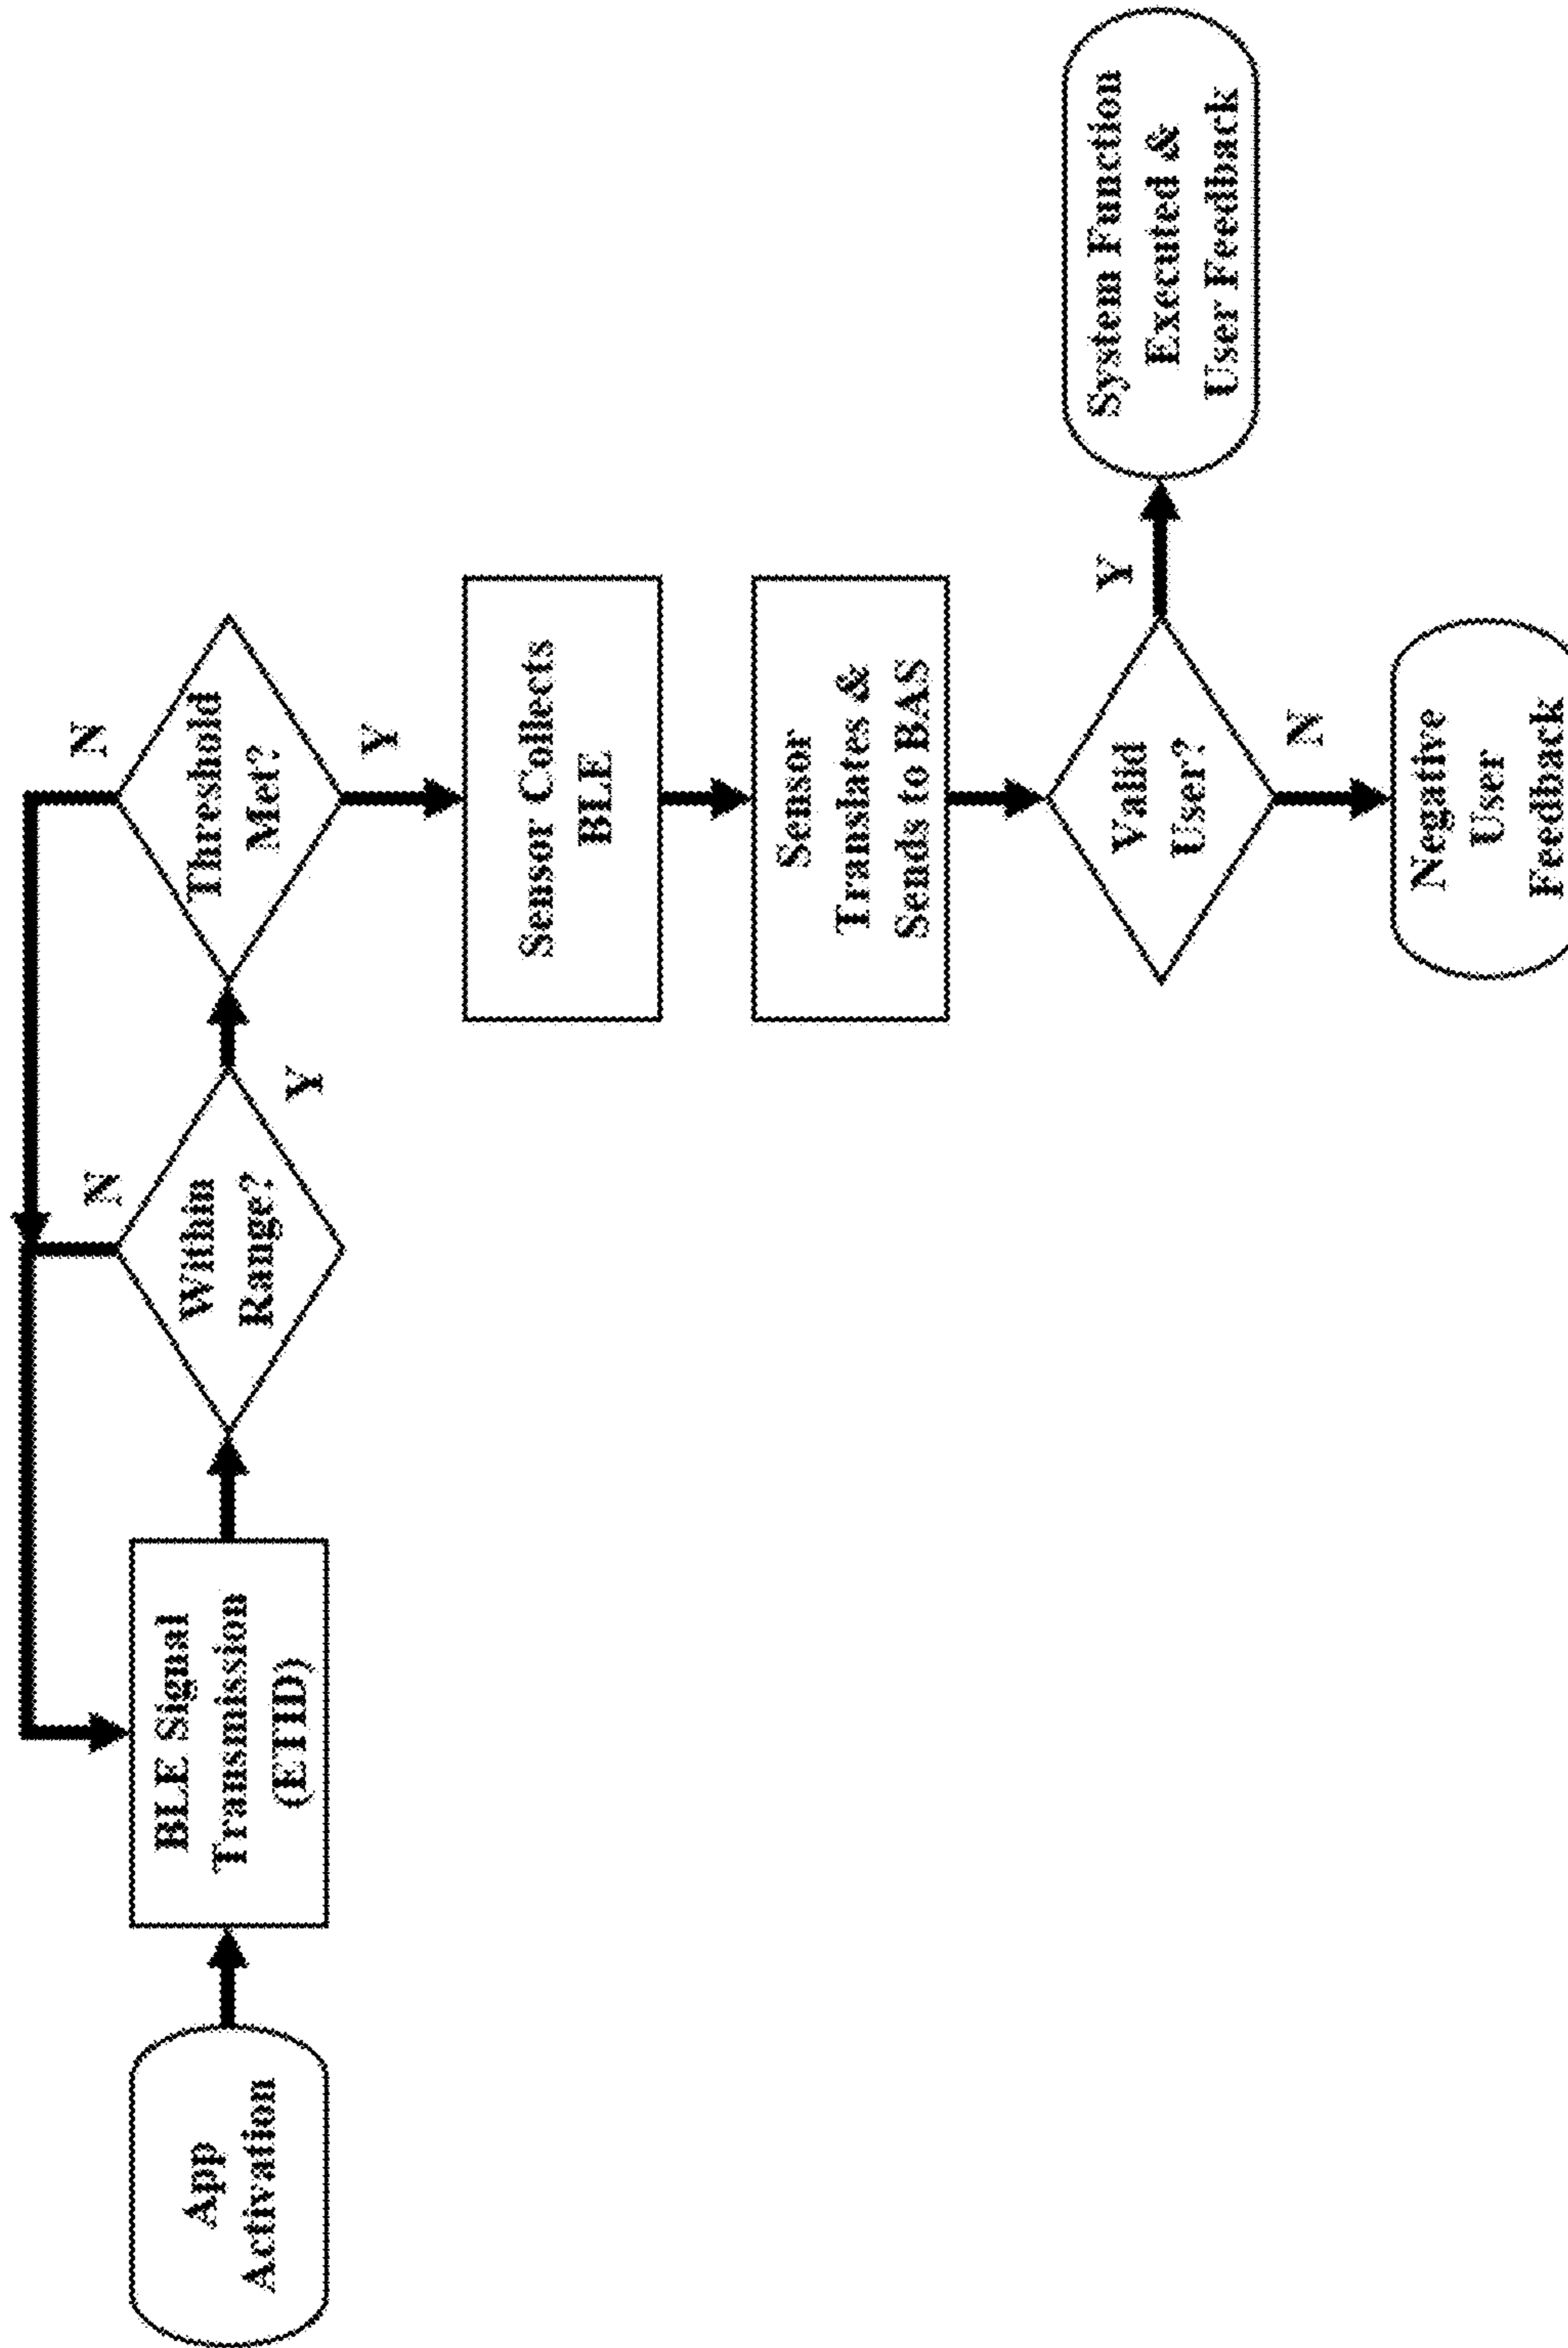 App
Activation
BLE Signal
Transmission
(ETID)
Within
Range?
N
Y
Threshold
Met?
N
Y
Sensor Collects
BLE
Sensor
Translates &
Sends to BAS
Valid
User?
Y
System Function
Executed &
User Feedback
N
Negative
User
Feedback